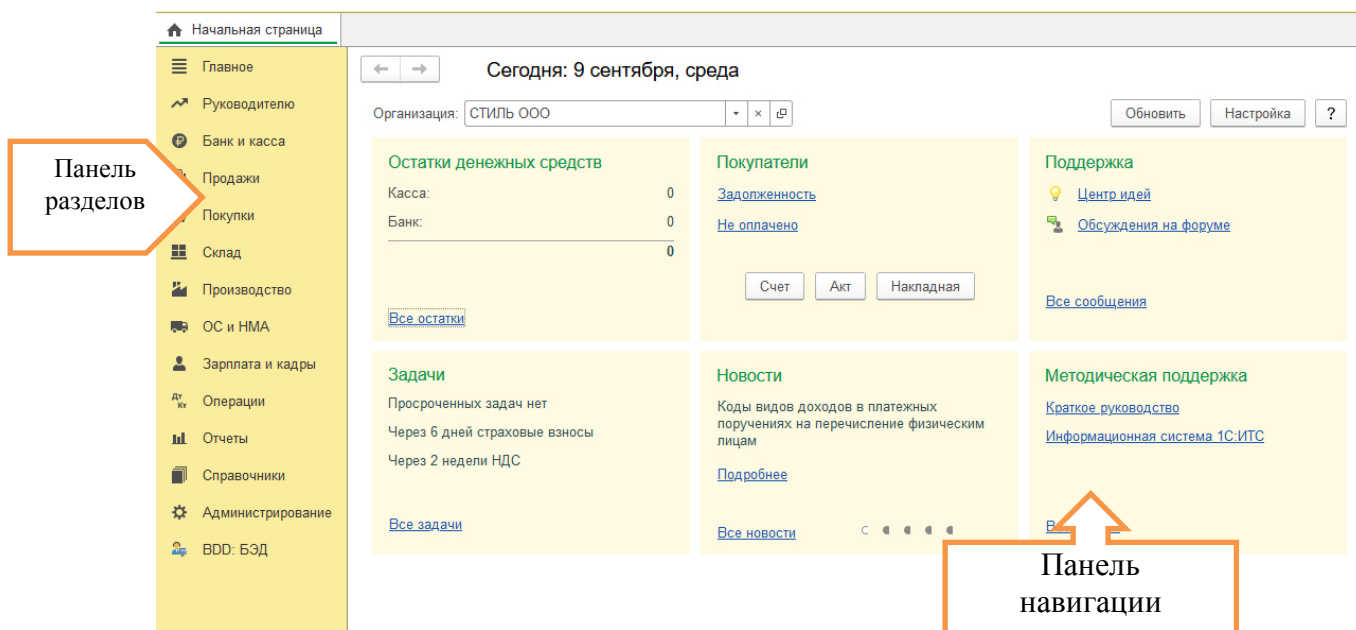 Начальная страница
Главное
Руководителю
Банк и касса
Продажи
Покупки
Склад
Производство
ОС и НМА
Зарплата и кадры
Дт Кт Операции
Отчеты
Справочники
Администрирование
BDD: БЭД
Панель
разделов
Сегодня: 9 сентября, среда
Организация: СТИЛЬ ООО
Обновить Настройка ?
Остатки денежных средств
Касса: 0
Банк: 0
0
Все остатки
Покупатели
Задолженность
Не оплачено
Счет Акт Накладная
Поддержка
Центр идей
Обсуждения на форуме
Все сообщения
Задачи
Просроченных задач нет
Через 6 дней страховые взносы
Через 2 недели НДС
Все задачи
Новости
Коды видов доходов в платежных
поручениях на перечисление физическим
лицам
Подробнее
Все новости
Методическая поддержка
Краткое руководство
Информационная система 1С:ИТС
Панель
навигации